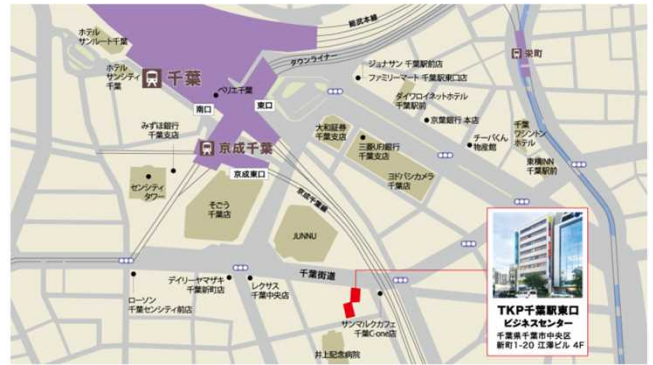 総武本線
ホテル
サンルート千葉
タウンライナー
栄町
ジョナサン 千葉駅前店
ファミリーマート 千葉駅東口店
ホテル
サンシティ
千葉
千葉
ペリエ千葉
東口
南口
ダイワロイネットホテル
千葉駅前
京葉銀行 本店
千葉
ワシントン
ホテル
みずほ銀行
千葉支店
大和証券
千葉支店
チーバくん
物産館
京成千葉
三菱UFJ銀行
千葉支店
東横INN
千葉駅前
京成東口
ヨドバシカメラ
千葉店
センシティ
タワー
そごう
千葉店
京成千葉線
JUNNU
千葉街道
デイリーヤマザキ
千葉新町店
レクサス
千葉中央店
ローソン
千葉センシティ前店
サンマルクカフェ
千葉C-one店
井上記念病院
TKP千葉駅東口
ビジネスセンター
千葉県千葉市中央区
新町1-20 江澤ビル 4F